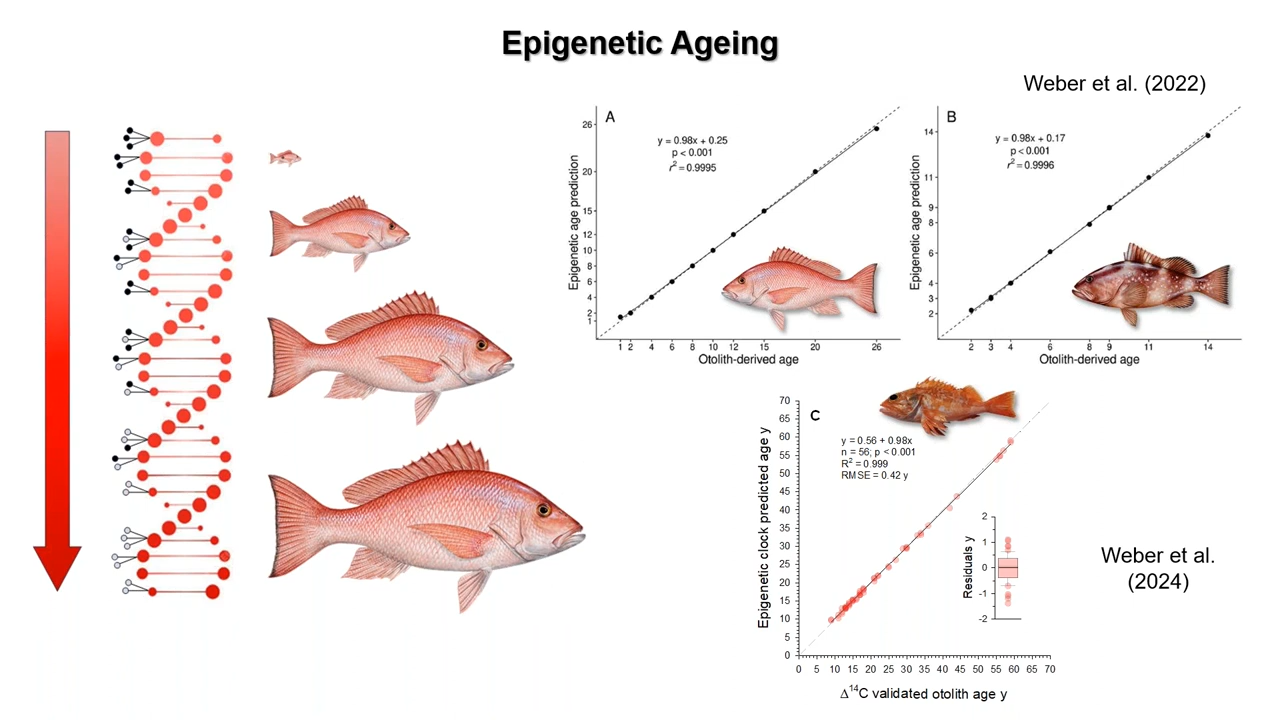 Epigenetic Ageing
Weber et al. (2022)
A
y = 0.98x + 0.25
p < 0.001
r² = 0.9995
Epigenetic age prediction
26
20
15
12
10
8
6
4
2
1
1 2 4 6 8 10 12 15 20 26
Otolith-derived age
B
y = 0.98x + 0.17
p < 0.001
r² = 0.9996
Epigenetic age prediction
14
11
9
8
6
4
3
2
2 3 4 6 8 9 11 14
Otolith-derived age
C
y = 0.56 + 0.98x
n = 56; p < 0.001
R² = 0.999
RMSE = 0.42 y
Epigenetic clock predicted age y
70
65
60
55
50
45
40
35
30
25
20
15
10
5
0
0 5 10 15 20 25 30 35 40 45 50 55 60 65 70
Δ¹⁴C validated otolith age y
Residuals y
2
1
0
-1
-2
Weber et al.
(2024)